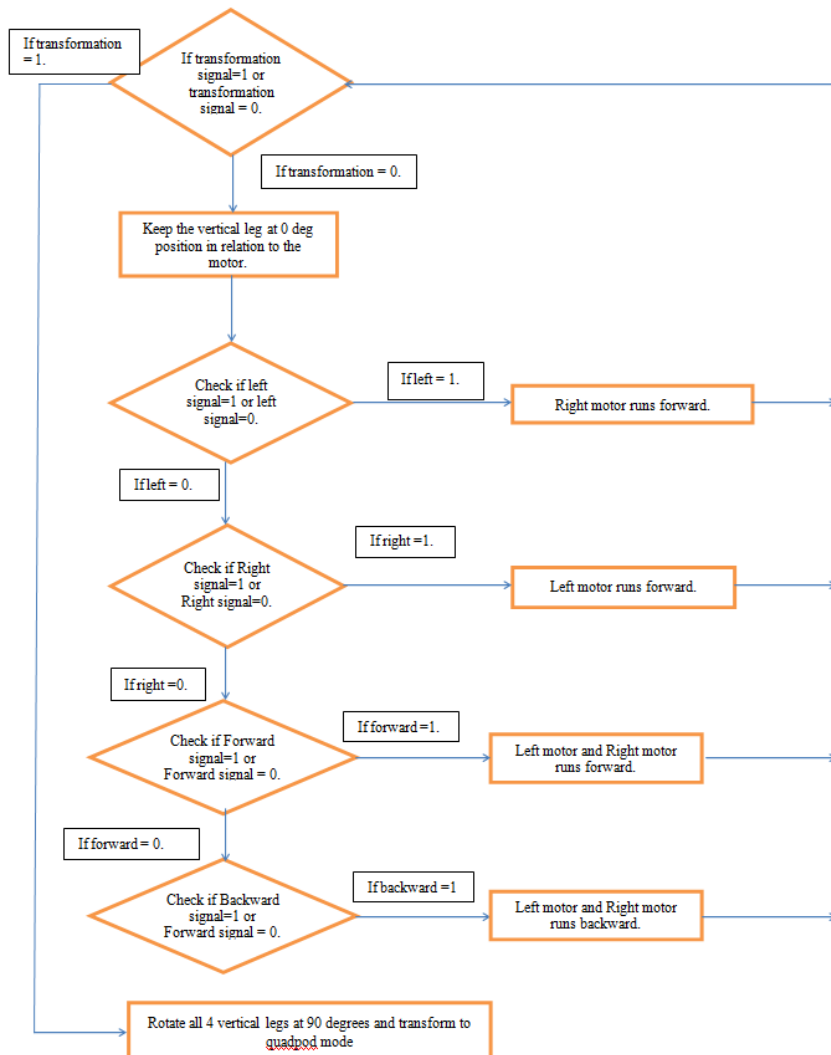 If transformation
= 1.
If transformation
signal=1 or
transformation
signal = 0.
If transformation = 0.
Keep the vertical leg at 0 deg
position in relation to the
motor.
Check if left
signal=1 or left
signal=0.
If left = 1.
Right motor runs forward.
If left = 0.
Check if Right
signal=1 or
Right signal=0.
If right =1.
Left motor runs forward.
If right =0.
Check if Forward
signal=1 or
Forward signal = 0.
If forward =1.
Left motor and Right motor
runs forward.
If forward = 0.
Check if Backward
signal=1 or
Forward signal = 0.
If backward =1
Left motor and Right motor
runs backward.
Rotate all 4 vertical legs at 90 degrees and transform to
quadpod mode